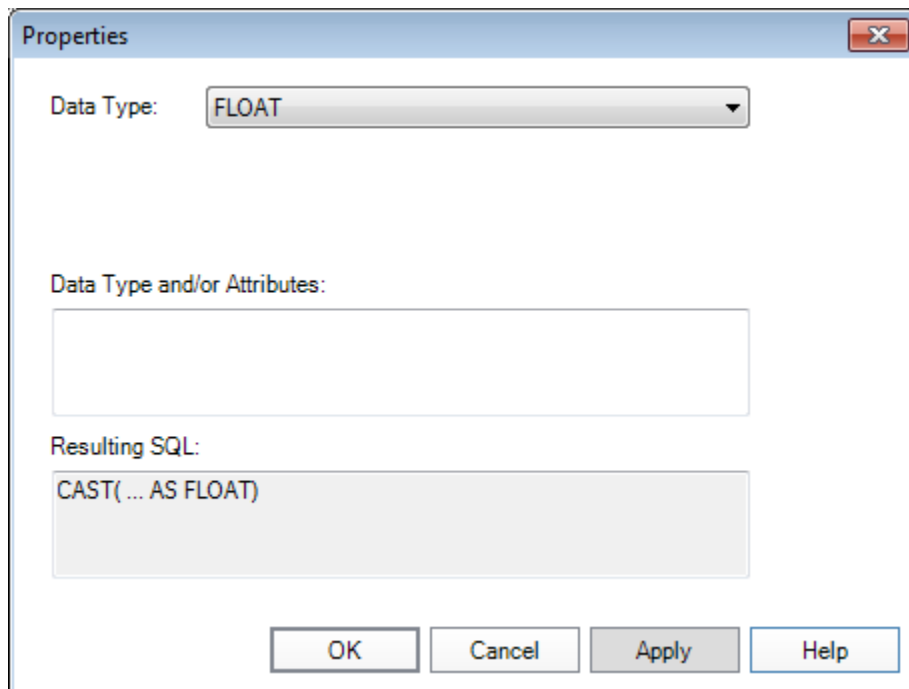 Properties
Data Type: FLOAT
Data Type and/or Attributes:
Resulting SQL:
CAST( ... AS FLOAT)
OK Cancel Apply Help